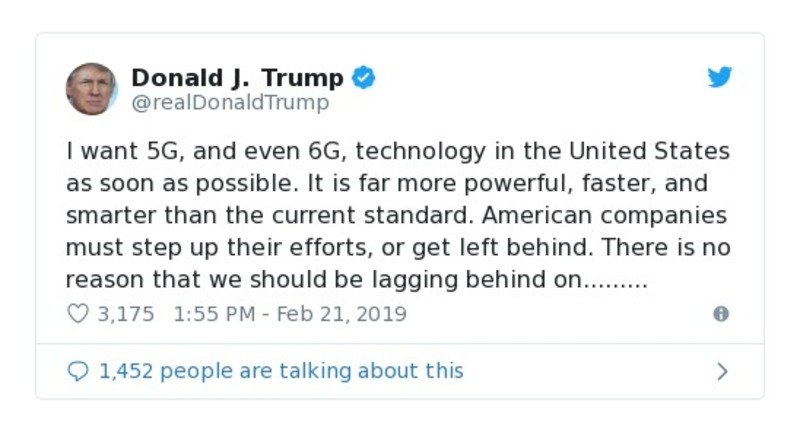 Donald J. Trump
@realDonaldTrump
I want 5G, and even 6G, technology in the United States
as soon as possible. It is far more powerful, faster, and
smarter than the current standard. American companies
must step up their efforts, or get left behind. There is no
reason that we should be lagging behind on.........
3,175 1:55 PM - Feb 21, 2019
1,452 people are talking about this